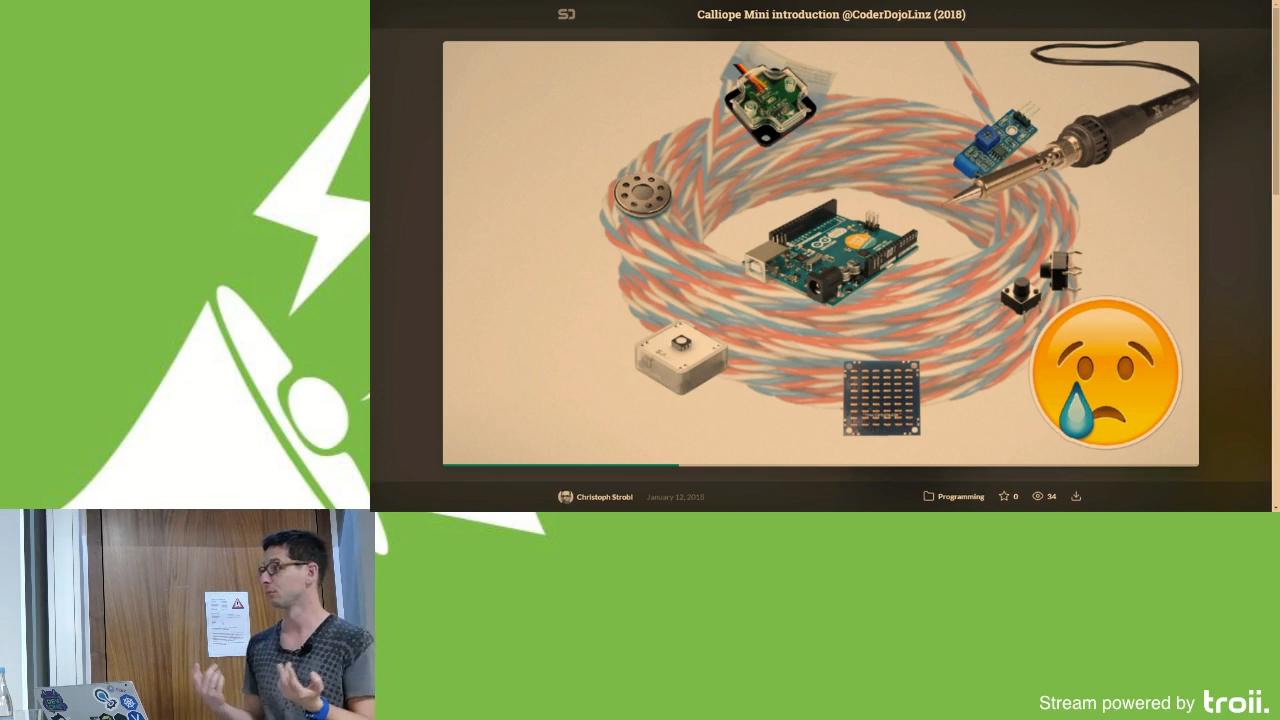 Calliope Mini introduction @CoderDojoLinz (2018)
Christoph Strobl
January 12, 2018
Programming
0
34
Stream powered by troii.